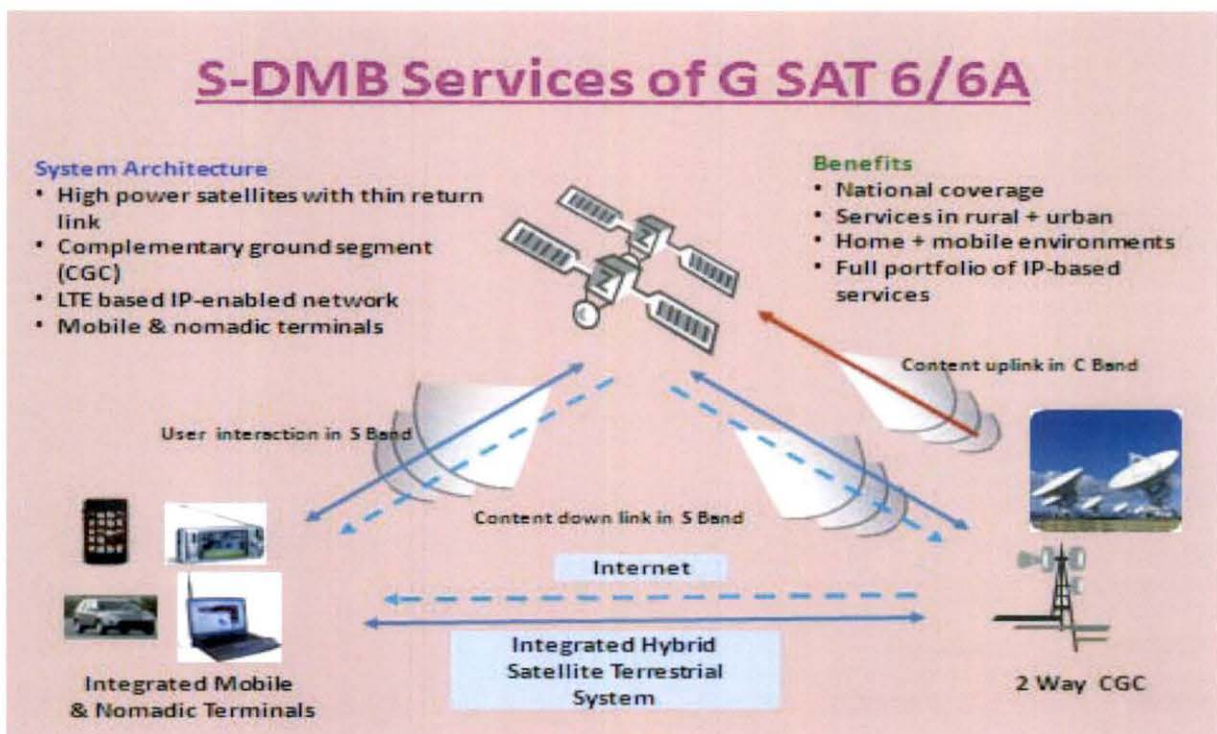 S-DMB Services of G SAT 6/6A
System Architecture
• High power satellites with thin return
link
• Complementary ground segment
(CGC)
• LTE based IP-enabled network
• Mobile & nomadic terminals
Benefits
• National coverage
• Services in rural + urban
• Home + mobile environments
• Full portfolio of IP-based
services
Content uplink in C Band
User interaction in S Band
Content down link in S Band
Internet
Integrated Hybrid
Satellite Terrestrial
System
Integrated Mobile
& Nomadic Terminals
2 Way CGC